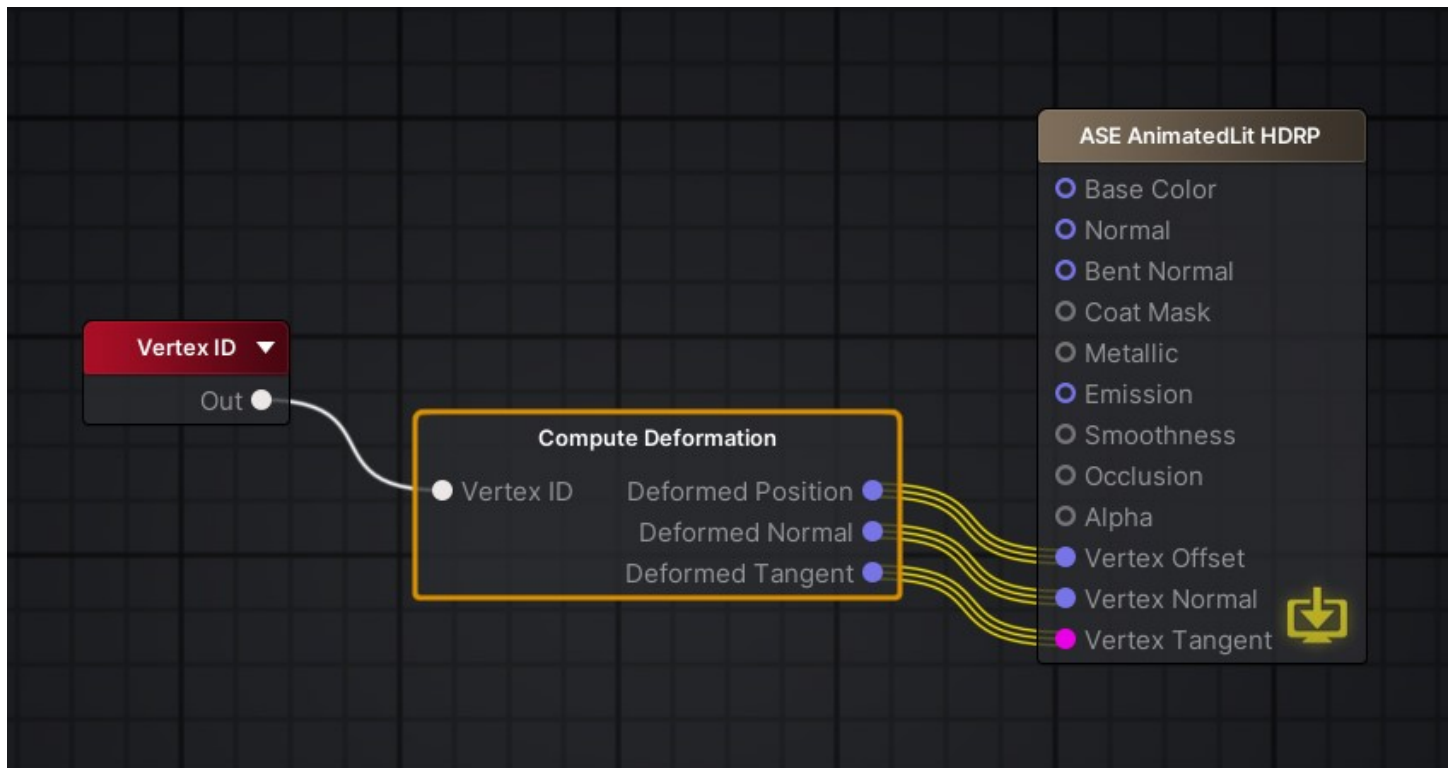 Vertex ID
Out
Compute Deformation
Vertex ID
Deformed Position
Deformed Normal
Deformed Tangent
ASE AnimatedLit HDRP
Base Color
Normal
Bent Normal
Coat Mask
Metallic
Emission
Smoothness
Occlusion
Alpha
Vertex Offset
Vertex Normal
Vertex Tangent